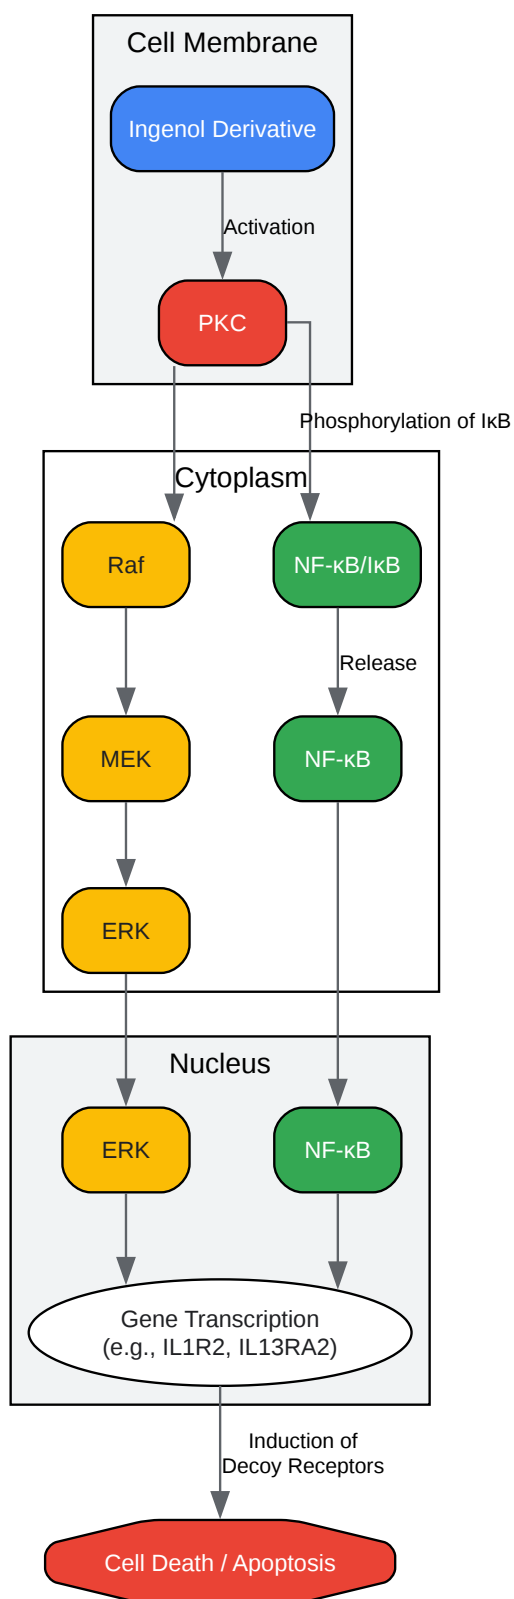 Cell Membrane
Ingenol Derivative
Activation
PKC
Phosphorylation of IκB
Cytoplasm
Raf
NF-κB/IκB
Release
MEK
NF-κB
ERK
Nucleus
ERK
NF-κB
Gene Transcription
(e.g., IL1R2, IL13RA2)
Induction of
Decoy Receptors
Cell Death / Apoptosis